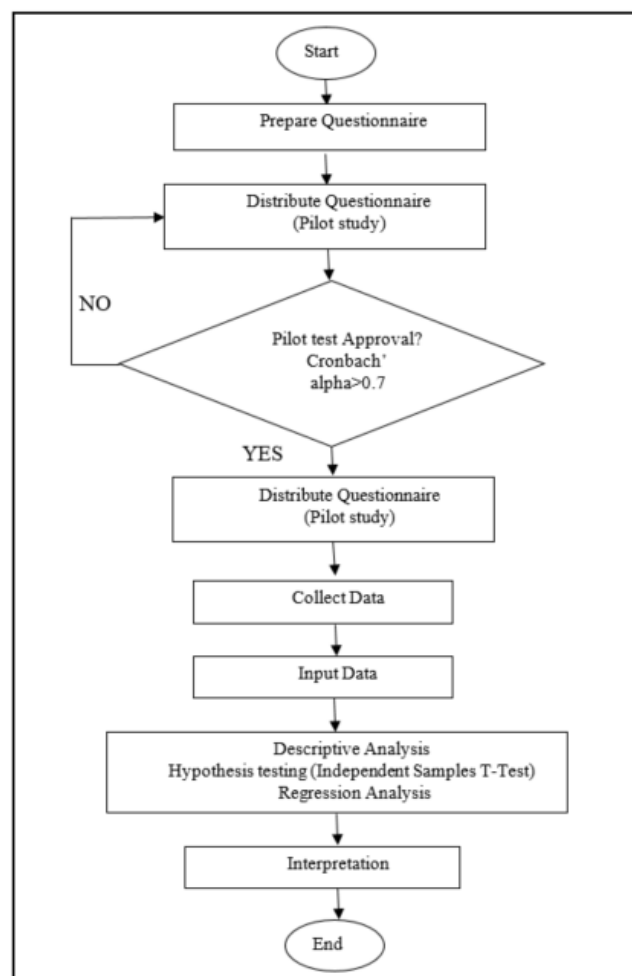 Start
Prepare Questionnaire
Distribute Questionnaire
(Pilot study)
NO
Pilot test Approval?
Cronbach’
alpha>0.7
YES
Distribute Questionnaire
(Pilot study)
Collect Data
Input Data
Descriptive Analysis
Hypothesis testing (Independent Samples T-Test)
Regression Analysis
Interpretation
End